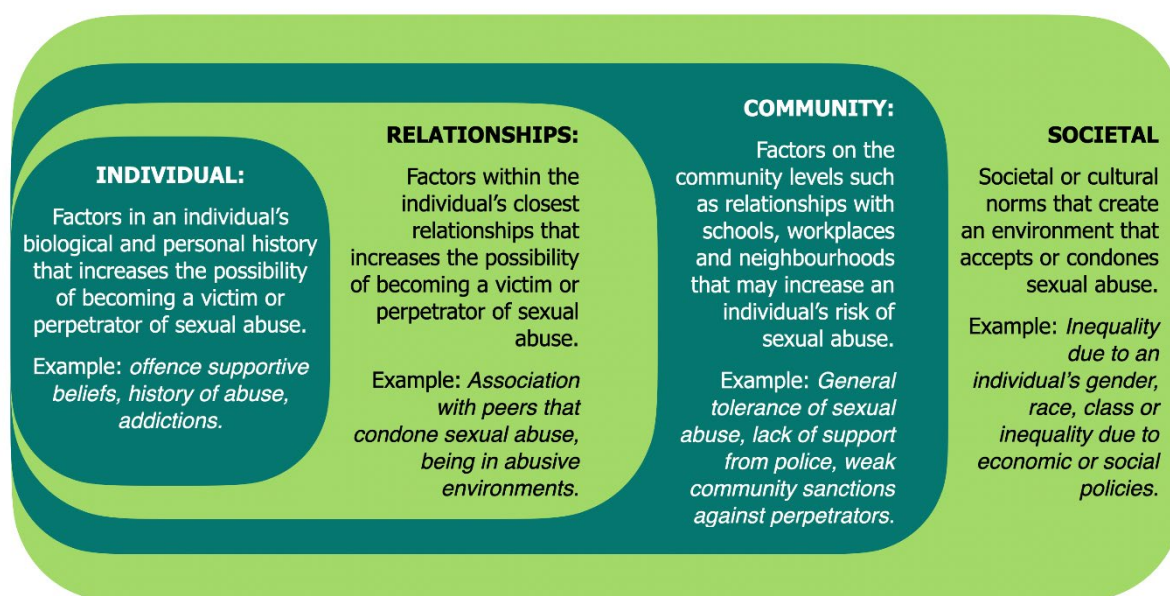 INDIVIDUAL:
Factors in an individual's
biological and personal history
that increases the possibility
of becoming a victim or
perpetrator of sexual abuse.
Example: offence supportive
beliefs, history of abuse,
addictions.
RELATIONSHIPS:
Factors within the
individual's closest
relationships that
increases the possibility
of becoming a victim or
perpetrator of sexual
abuse.
Example: Association
with peers that
condone sexual abuse,
being in abusive
environments.
COMMUNITY:
Factors on the
community levels such
as relationships with
schools, workplaces
and neighbourhoods
that may increase an
individual's risk of
sexual abuse.
Example: General
tolerance of sexual
abuse, lack of support
from police, weak
community sanctions
against perpetrators.
SOCIETAL
Societal or cultural
norms that create
an environment that
accepts or condones
sexual abuse.
Example: Inequality
due to an
individual's gender,
race, class or
inequality due to
economic or social
policies.